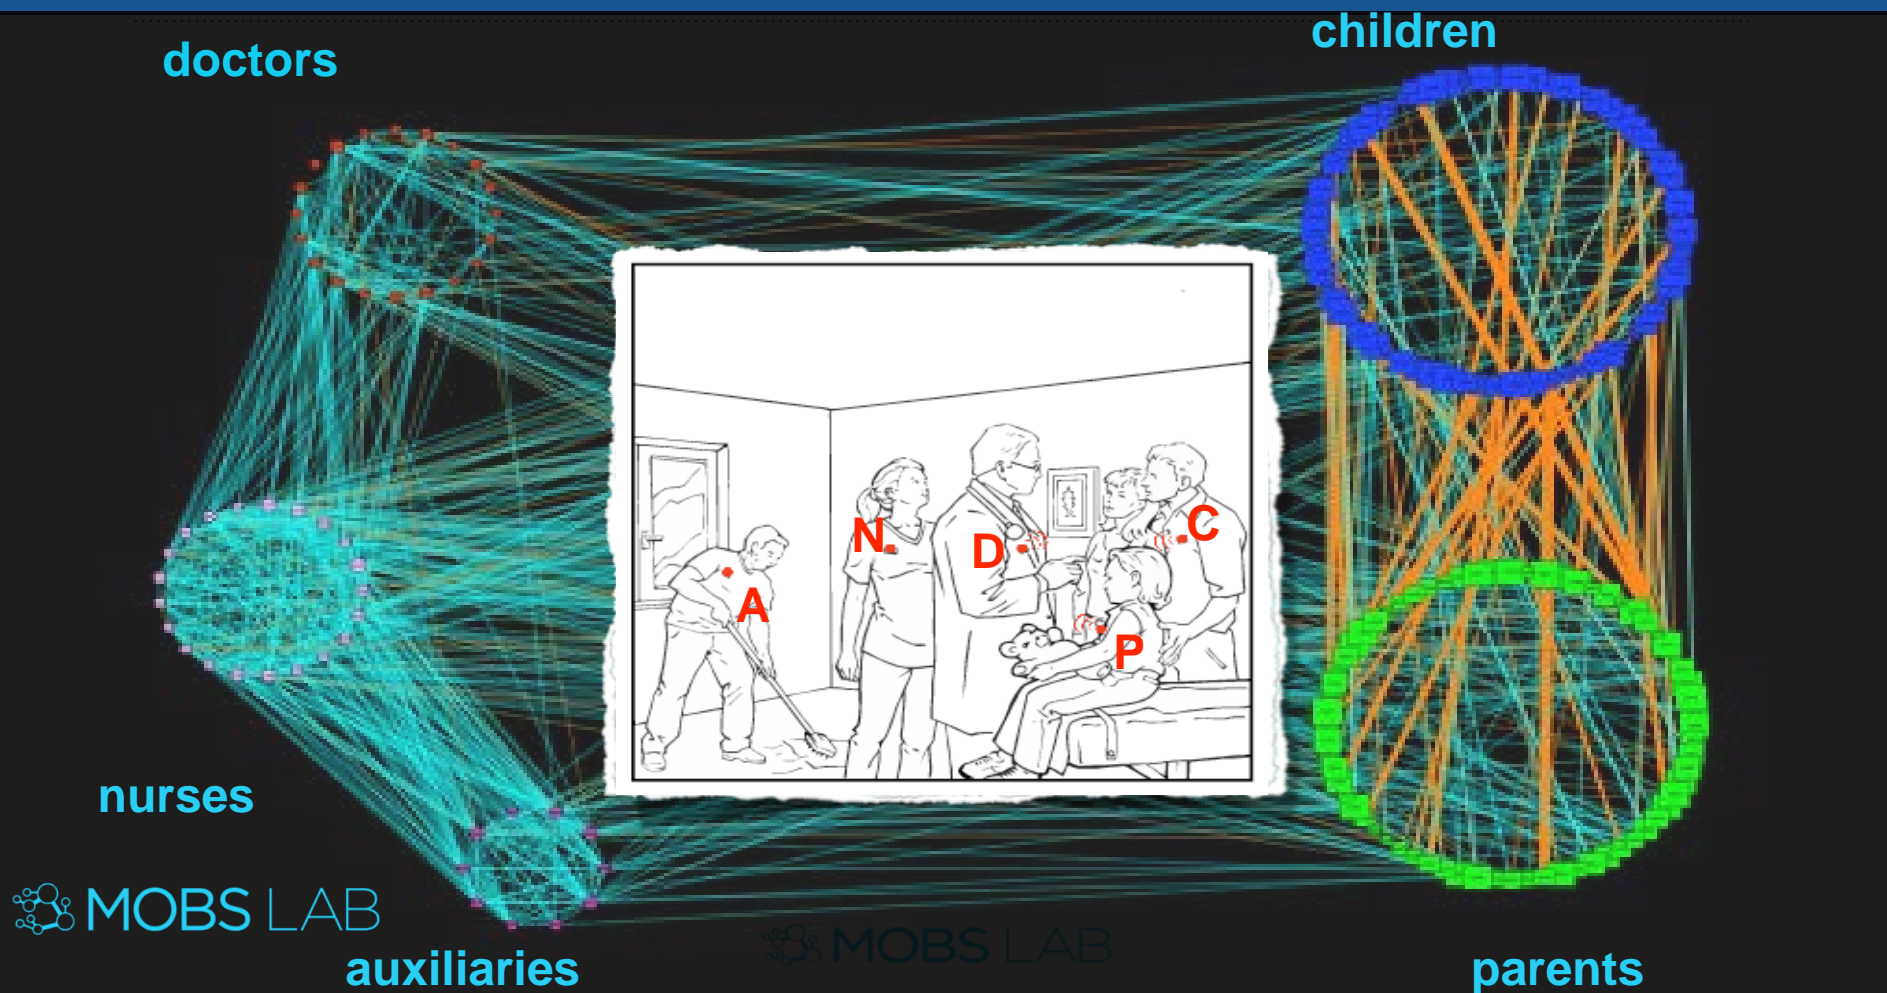 children
doctors
N
D
C
A
P
nurses
MOBS LAB
MOBS LAB
auxiliaries
parents